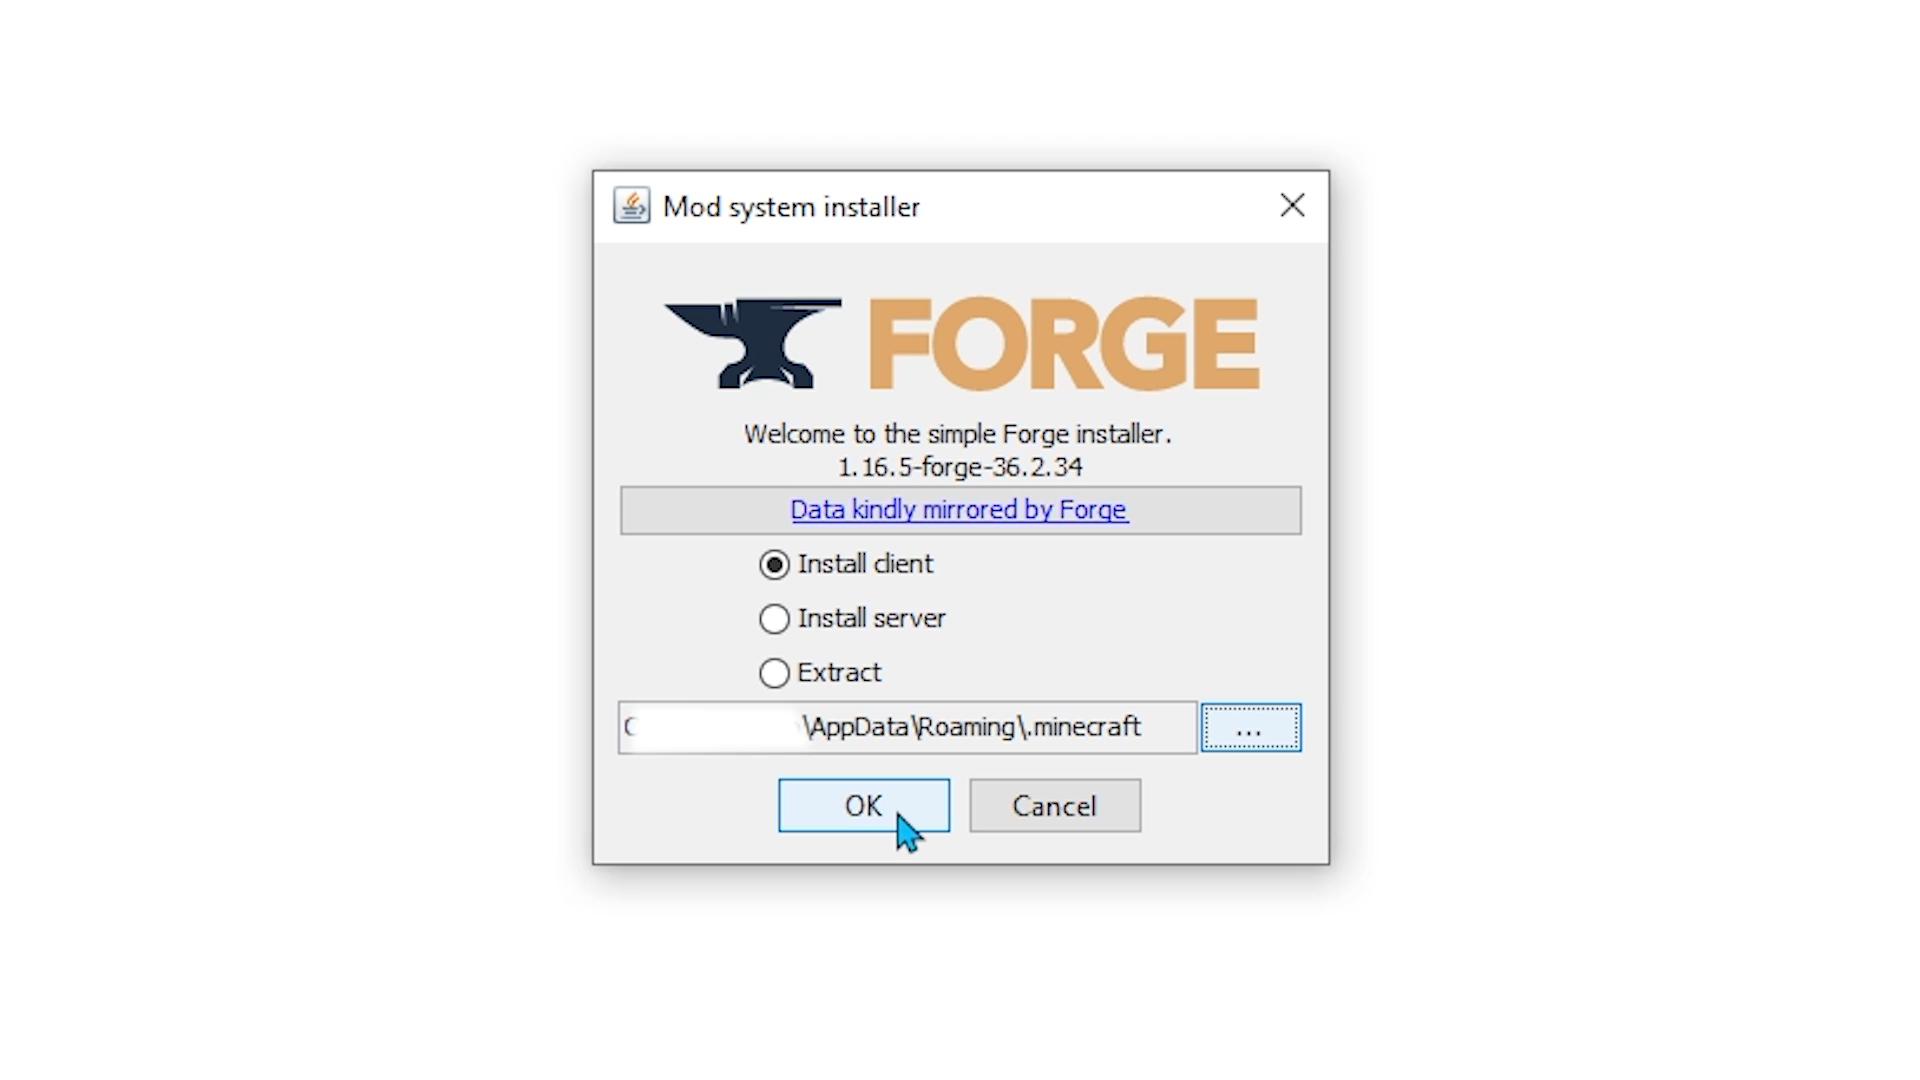 Mod system installer
FORGE
Welcome to the simple Forge installer.
1.16.5-forge-36.2.34
Data kindly mirrored by Forge
Install client
Install server
Extract
\AppData\Roaming\.minecraft
...
OK
Cancel